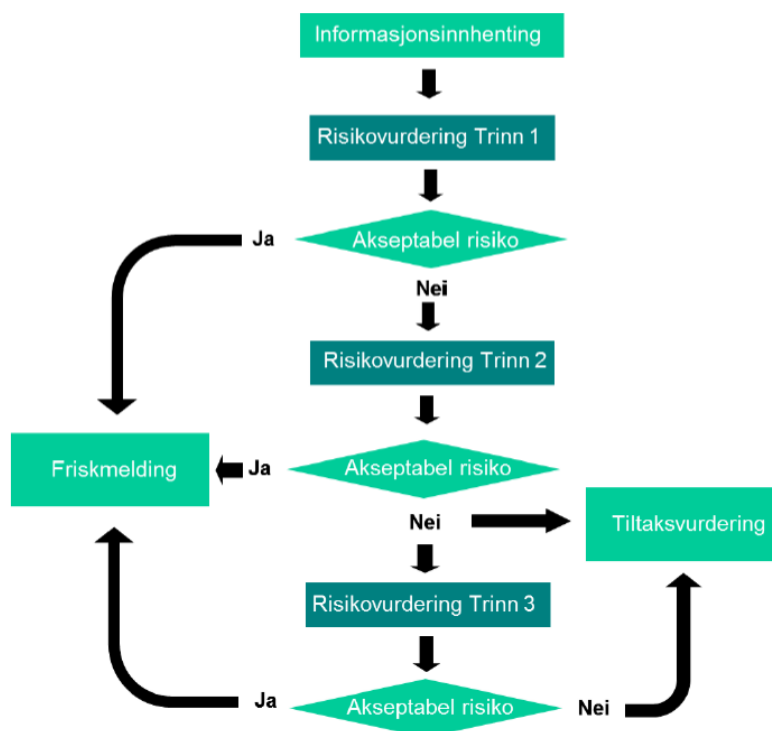 Informasjonsinnhenting
Risikovurdering Trinn 1
Ja
Akseptabel risiko
Nei
Risikovurdering Trinn 2
Friskmelding
Ja
Akseptabel risiko
Nei
Tiltaksvurdering
Risikovurdering Trinn 3
Ja
Akseptabel risiko
Nei